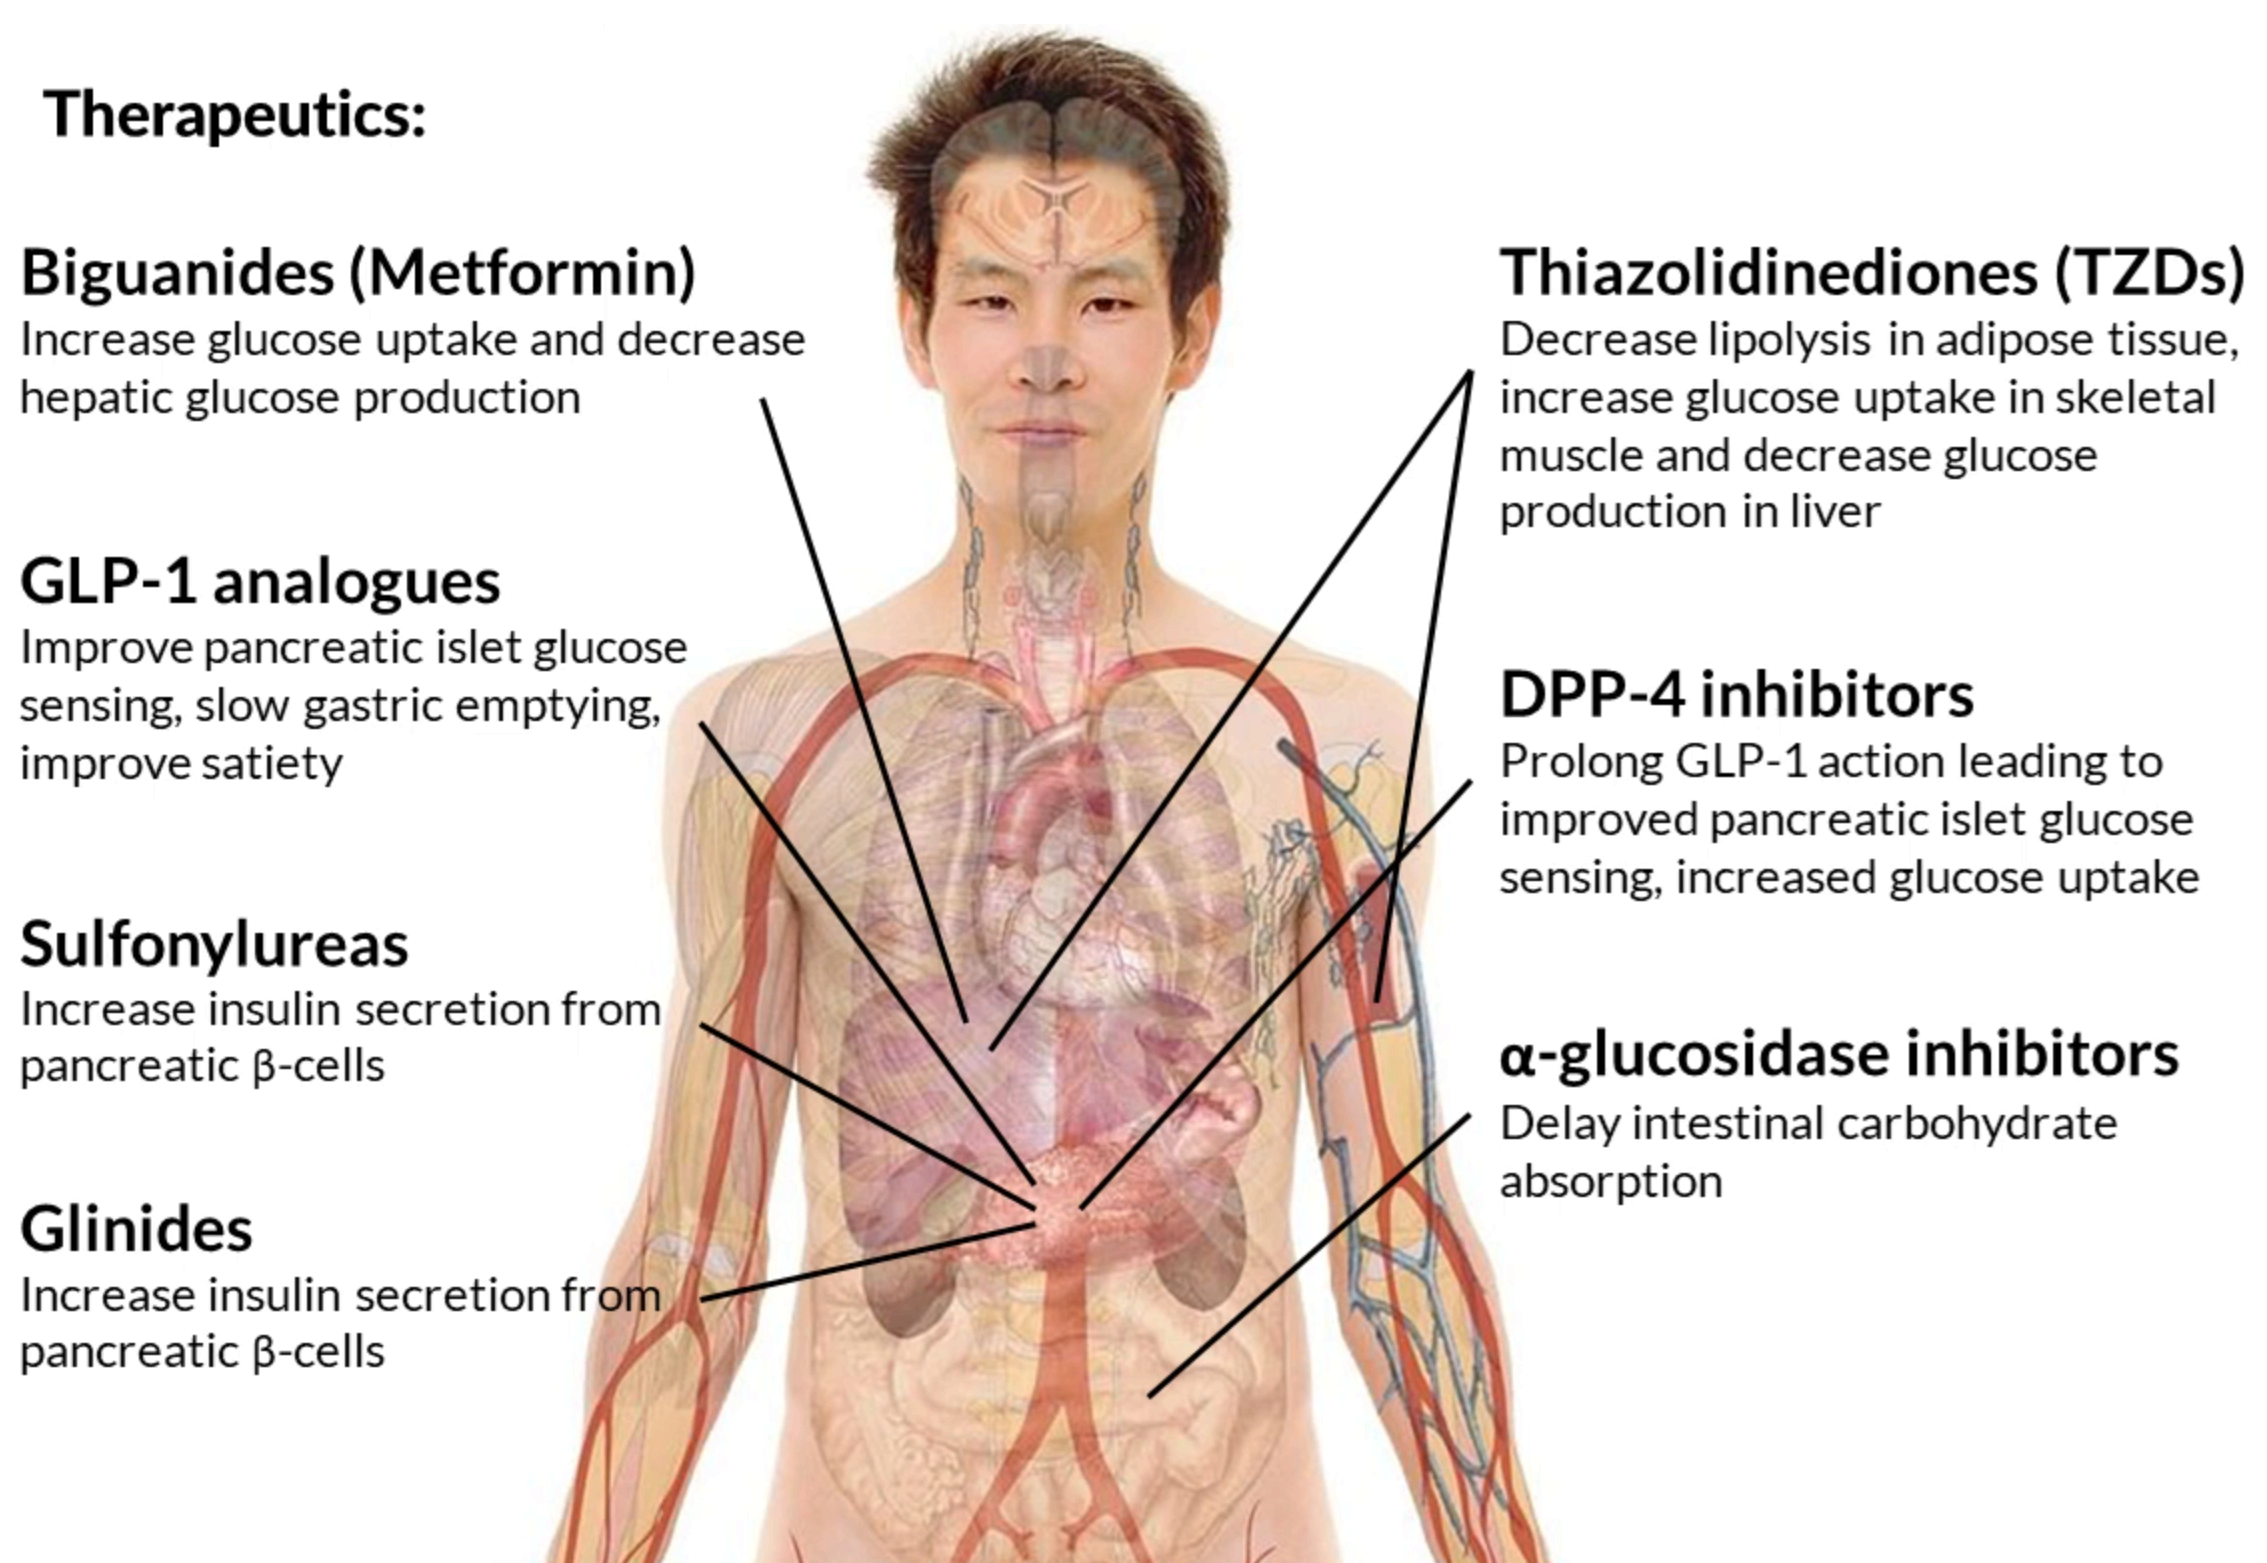 Therapeutics:
Biguanides (Metformin)
Increase glucose uptake and decrease
hepatic glucose production
GLP-1 analogues
Improve pancreatic islet glucose
sensing, slow gastric emptying,
improve satiety
Sulfonylureas
Increase insulin secretion from
pancreatic β-cells
Glinides
Increase insulin secretion from
pancreatic β-cells
Thiazolidinediones (TZDs)
Decrease lipolysis in adipose tissue,
increase glucose uptake in skeletal
muscle and decrease glucose
production in liver
DPP-4 inhibitors
Prolong GLP-1 action leading to
improved pancreatic islet glucose
sensing, increased glucose uptake
α-glucosidase inhibitors
Delay intestinal carbohydrate
absorption